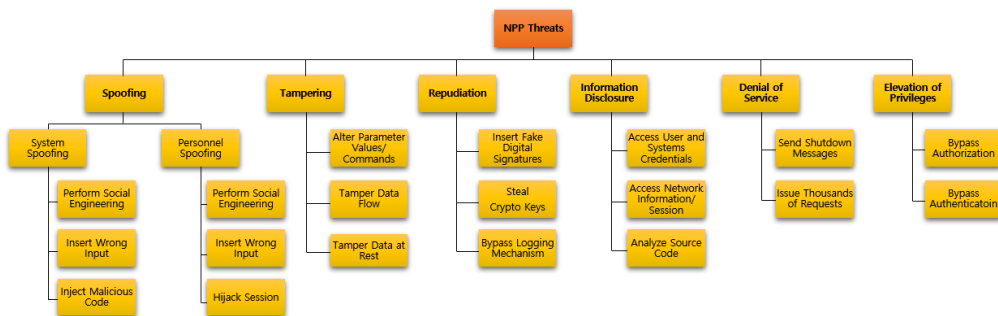 NPP Threats
Spoofing
Tampering
Repudiation
Information
Disclosure
Denial of
Service
Elevation of
Privileges
System
Spoofing
Personnel
Spoofing
Perform Social
Engineering
Insert Wrong
Input
Inject Malicious
Code
Perform Social
Engineering
Insert Wrong
Input
Hijack Session
Alter Parameter
Values/
Commands
Tamper Data
Flow
Tamper Data at
Rest
Insert Fake
Digital
Signatures
Steal
Crypto Keys
Bypass Logging
Mechanism
Access User and
Systems
Credentials
Access Network
Information/
Session
Analyze Source
Code
Send Shutdown
Messages
Issue Thousands
of Requests
Bypass
Authorization
Bypass
Authenticatoin